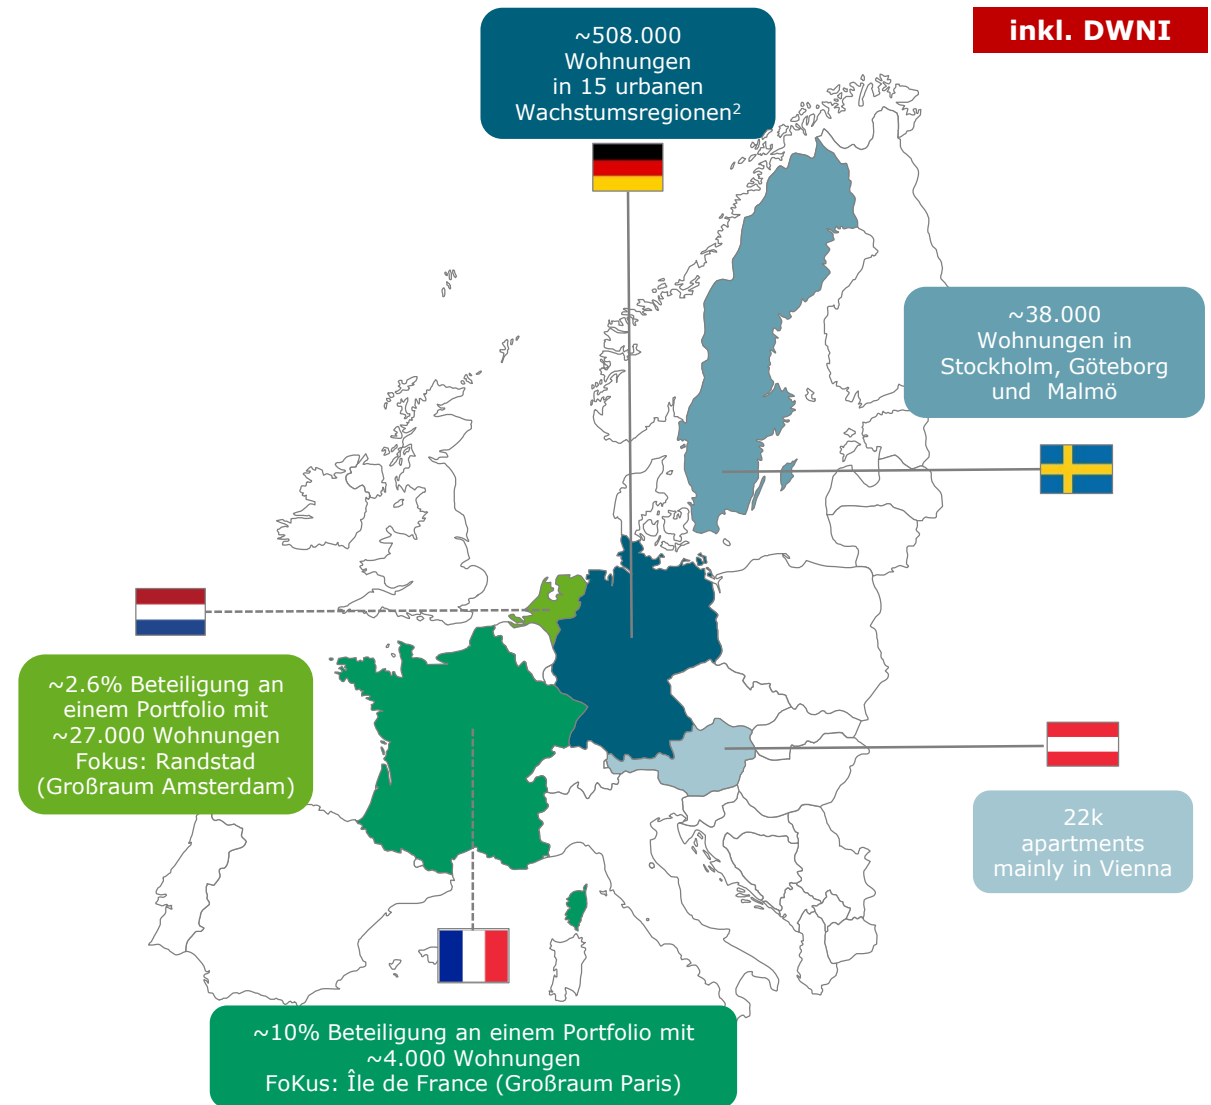 inkl. DWNI
~508.000
Wohnungen
in 15 urbanen
Wachstumsregionen²
~38.000
Wohnungen in
Stockholm, Göteborg
und  Malmö
~2.6% Beteiligung an
einem Portfolio mit
~27.000 Wohnungen
Fokus: Randstad
(Großraum Amsterdam)
22k
apartments
mainly in Vienna
~10% Beteiligung an einem Portfolio mit
~4.000 Wohnungen
FoKus: Île de France (Großraum Paris)